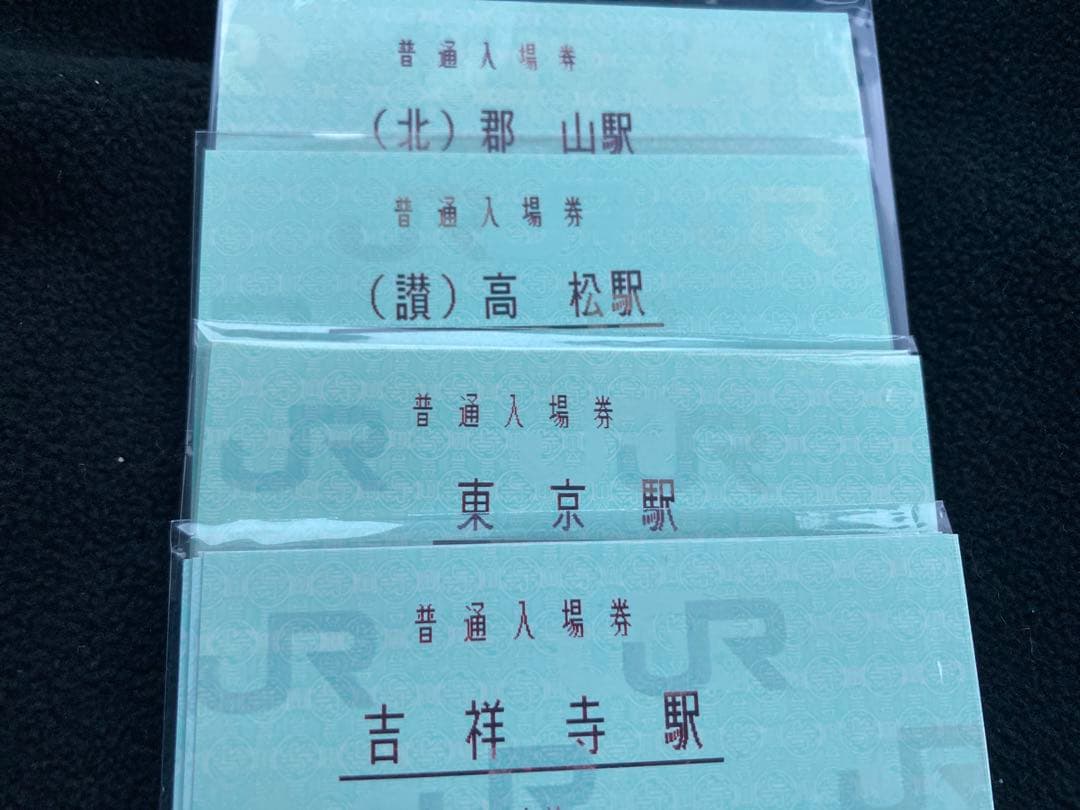 普通入場券
（北）郡 山駅
普通入場券
（讃）高 松駅
普通入場券
東 京 駅
普通入場券
吉 祥 寺 駅
JR